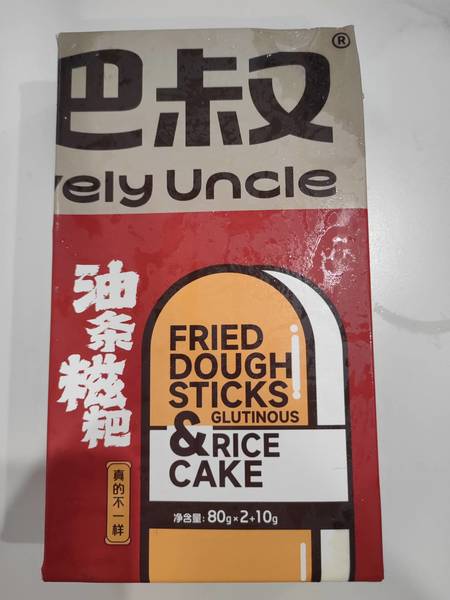 叔®
vely Uncle
油条糍粑
真的不一样
FRIED
DOUGH
STICKS
GLUTINOUS
& RICE
CAKE
净含量: 80g×2+10g